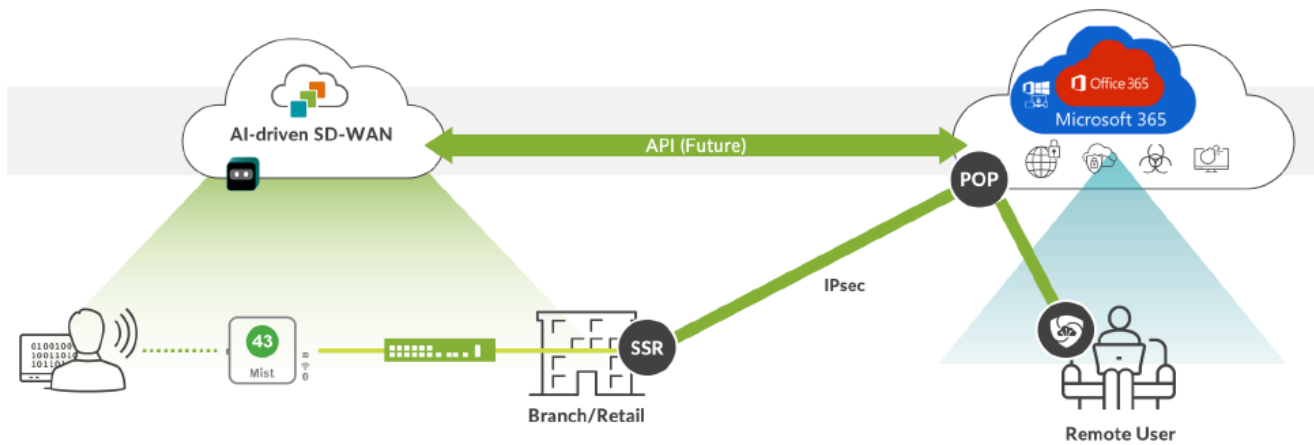 Office 365
Microsoft 365
AI-driven SD-WAN
API (Future)
POP
IPsec
0100100
1001101
1011
43
Mist
SSR
Branch/Retail
Remote User